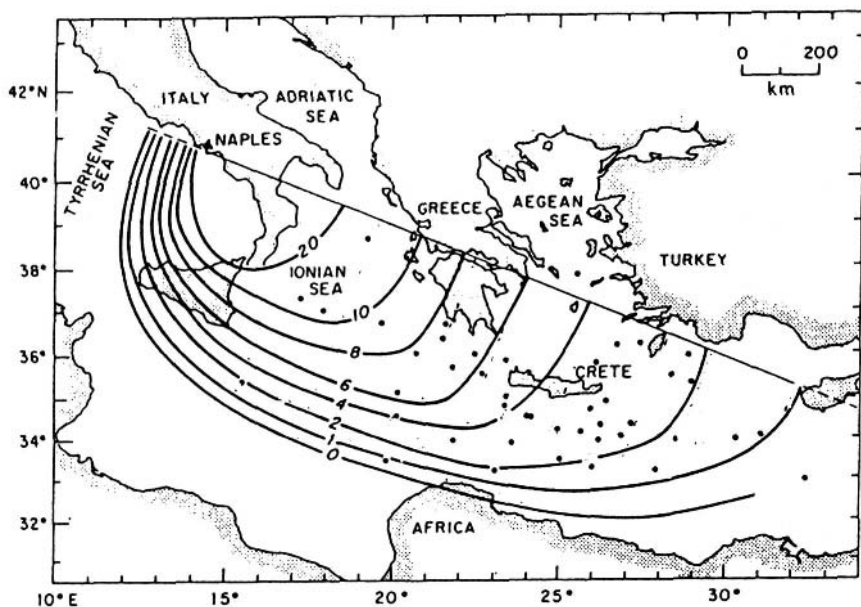 0 200
km
42°N
ITALY
ADRIATIC
SEA
NAPLES
TYRRHENIAN
SEA
40°
GREECE
AEGEAN
SEA
20
38°
IONIAN
SEA
TURKEY
10
36°
8
6
CRETE
4
2
34°
1
0
32°
AFRICA
10°E 15° 20° 25° 30°